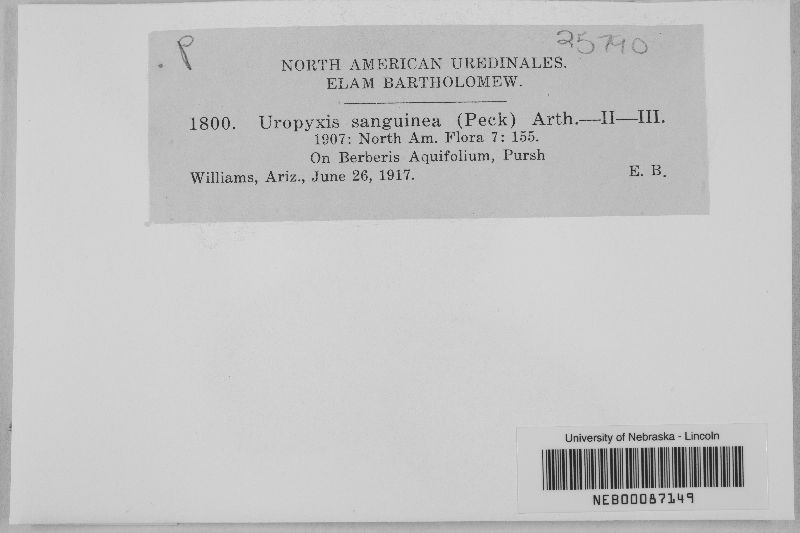 . P
25790
NORTH AMERICAN UREDINALES.
ELAM BARTHOLOMEW.
1800. Uropyxis sanguinea (Peck) Arth.—II—III.
1907: North Am. Flora 7: 155.
On Berberis Aquifolium, Pursh
Williams, Ariz., June 26, 1917. E. B.
University of Nebraska - Lincoln
NEB00087149